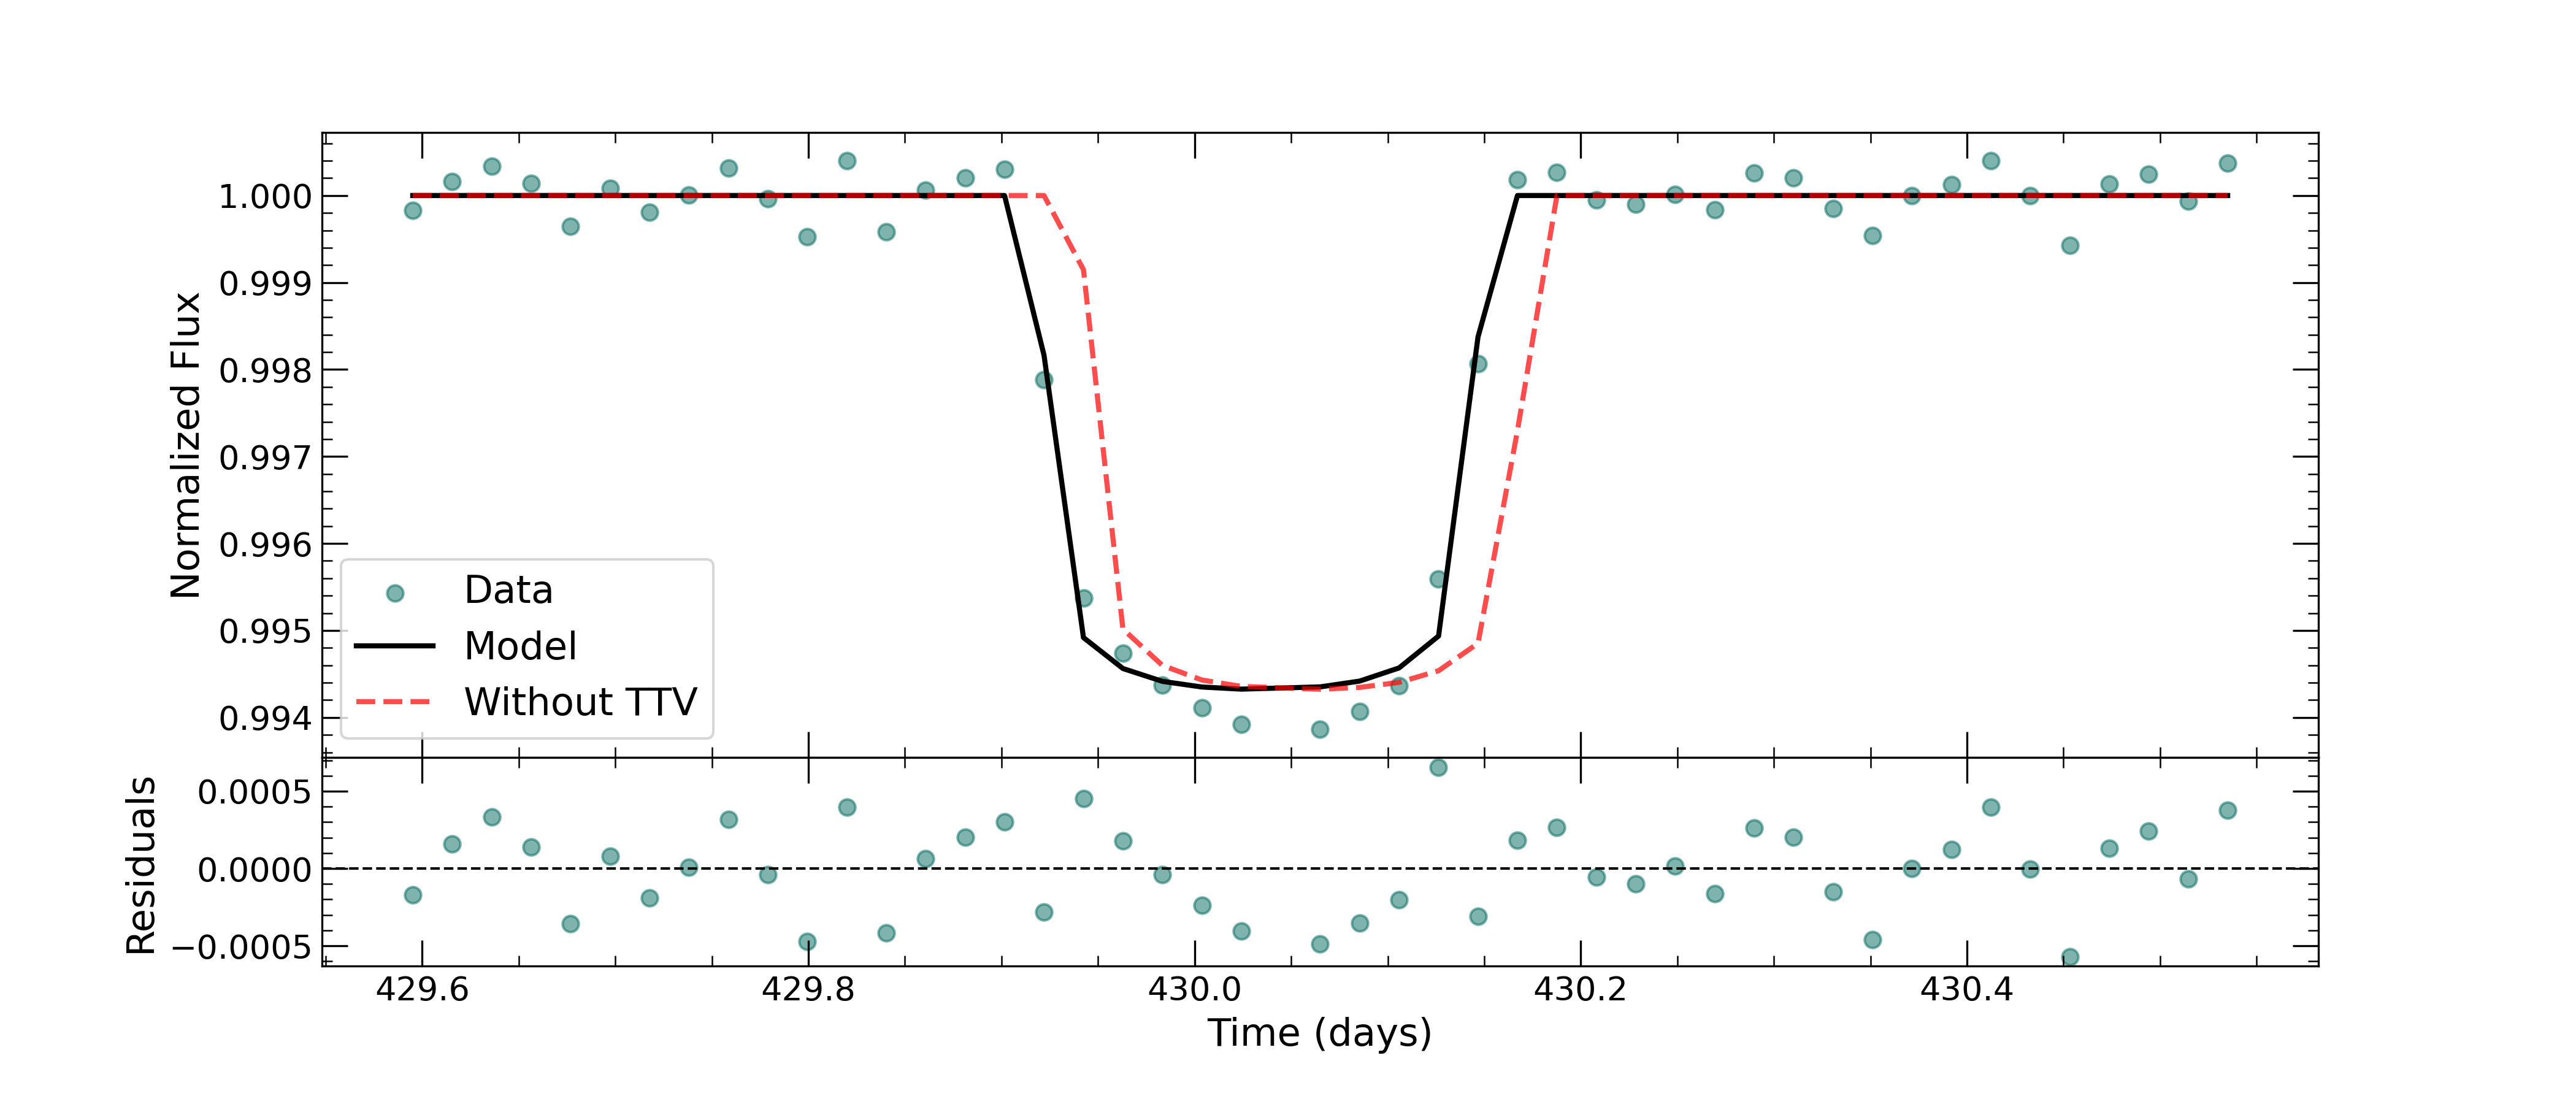 1.000
0.999
0.998
0.997
0.996
0.995
0.994
Normalized Flux
Data
Model
Without TTV
0.0005
0.0000
−0.0005
Residuals
429.6 429.8 430.0 430.2 430.4
Time (days)